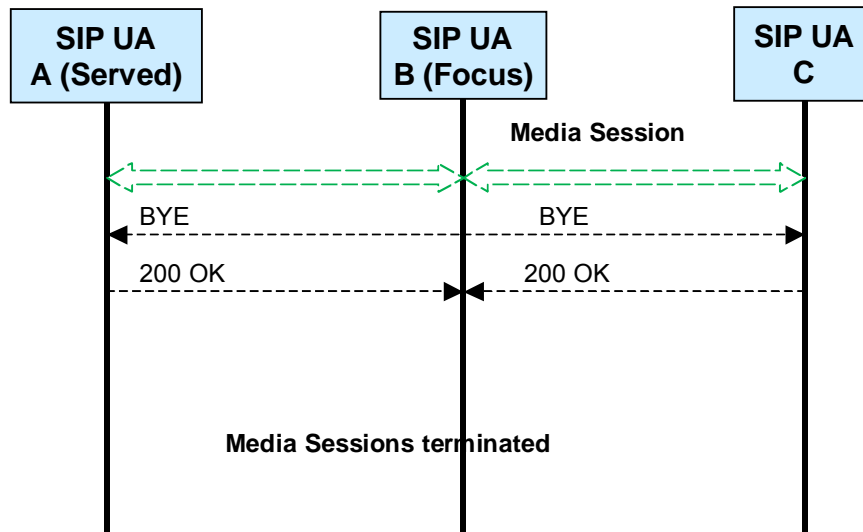 SIP UA
A (Served)
SIP UA
B (Focus)
SIP UA
C
Media Session
BYE
BYE
200 OK
200 OK
Media Sessions terminated